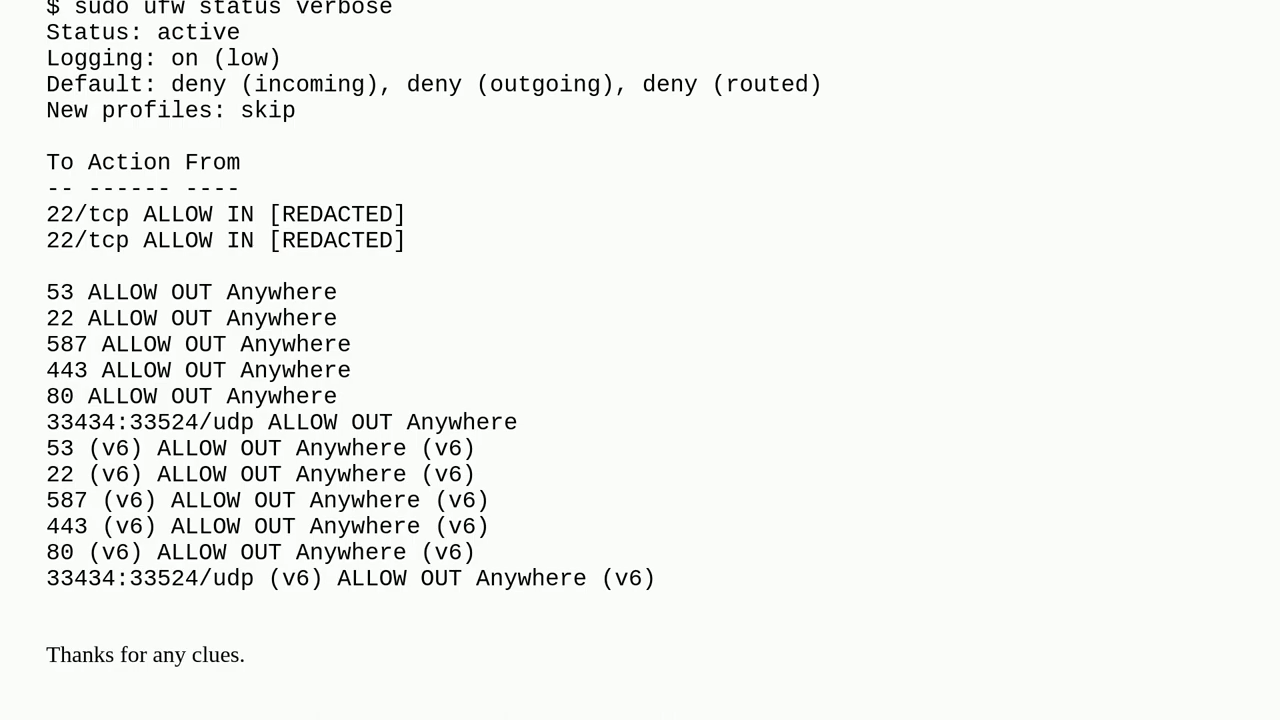 $ sudo ufw status verbose
Status: active
Logging: on (low)
Default: deny (incoming), deny (outgoing), deny (routed)
New profiles: skip
To Action From
-- ------ ----
22/tcp ALLOW IN [REDACTED]
22/tcp ALLOW IN [REDACTED]
53 ALLOW OUT Anywhere
22 ALLOW OUT Anywhere
587 ALLOW OUT Anywhere
443 ALLOW OUT Anywhere
80 ALLOW OUT Anywhere
33434:33524/udp ALLOW OUT Anywhere
53 (v6) ALLOW OUT Anywhere (v6)
22 (v6) ALLOW OUT Anywhere (v6)
587 (v6) ALLOW OUT Anywhere (v6)
443 (v6) ALLOW OUT Anywhere (v6)
80 (v6) ALLOW OUT Anywhere (v6)
33434:33524/udp (v6) ALLOW OUT Anywhere (v6)
Thanks for any clues.